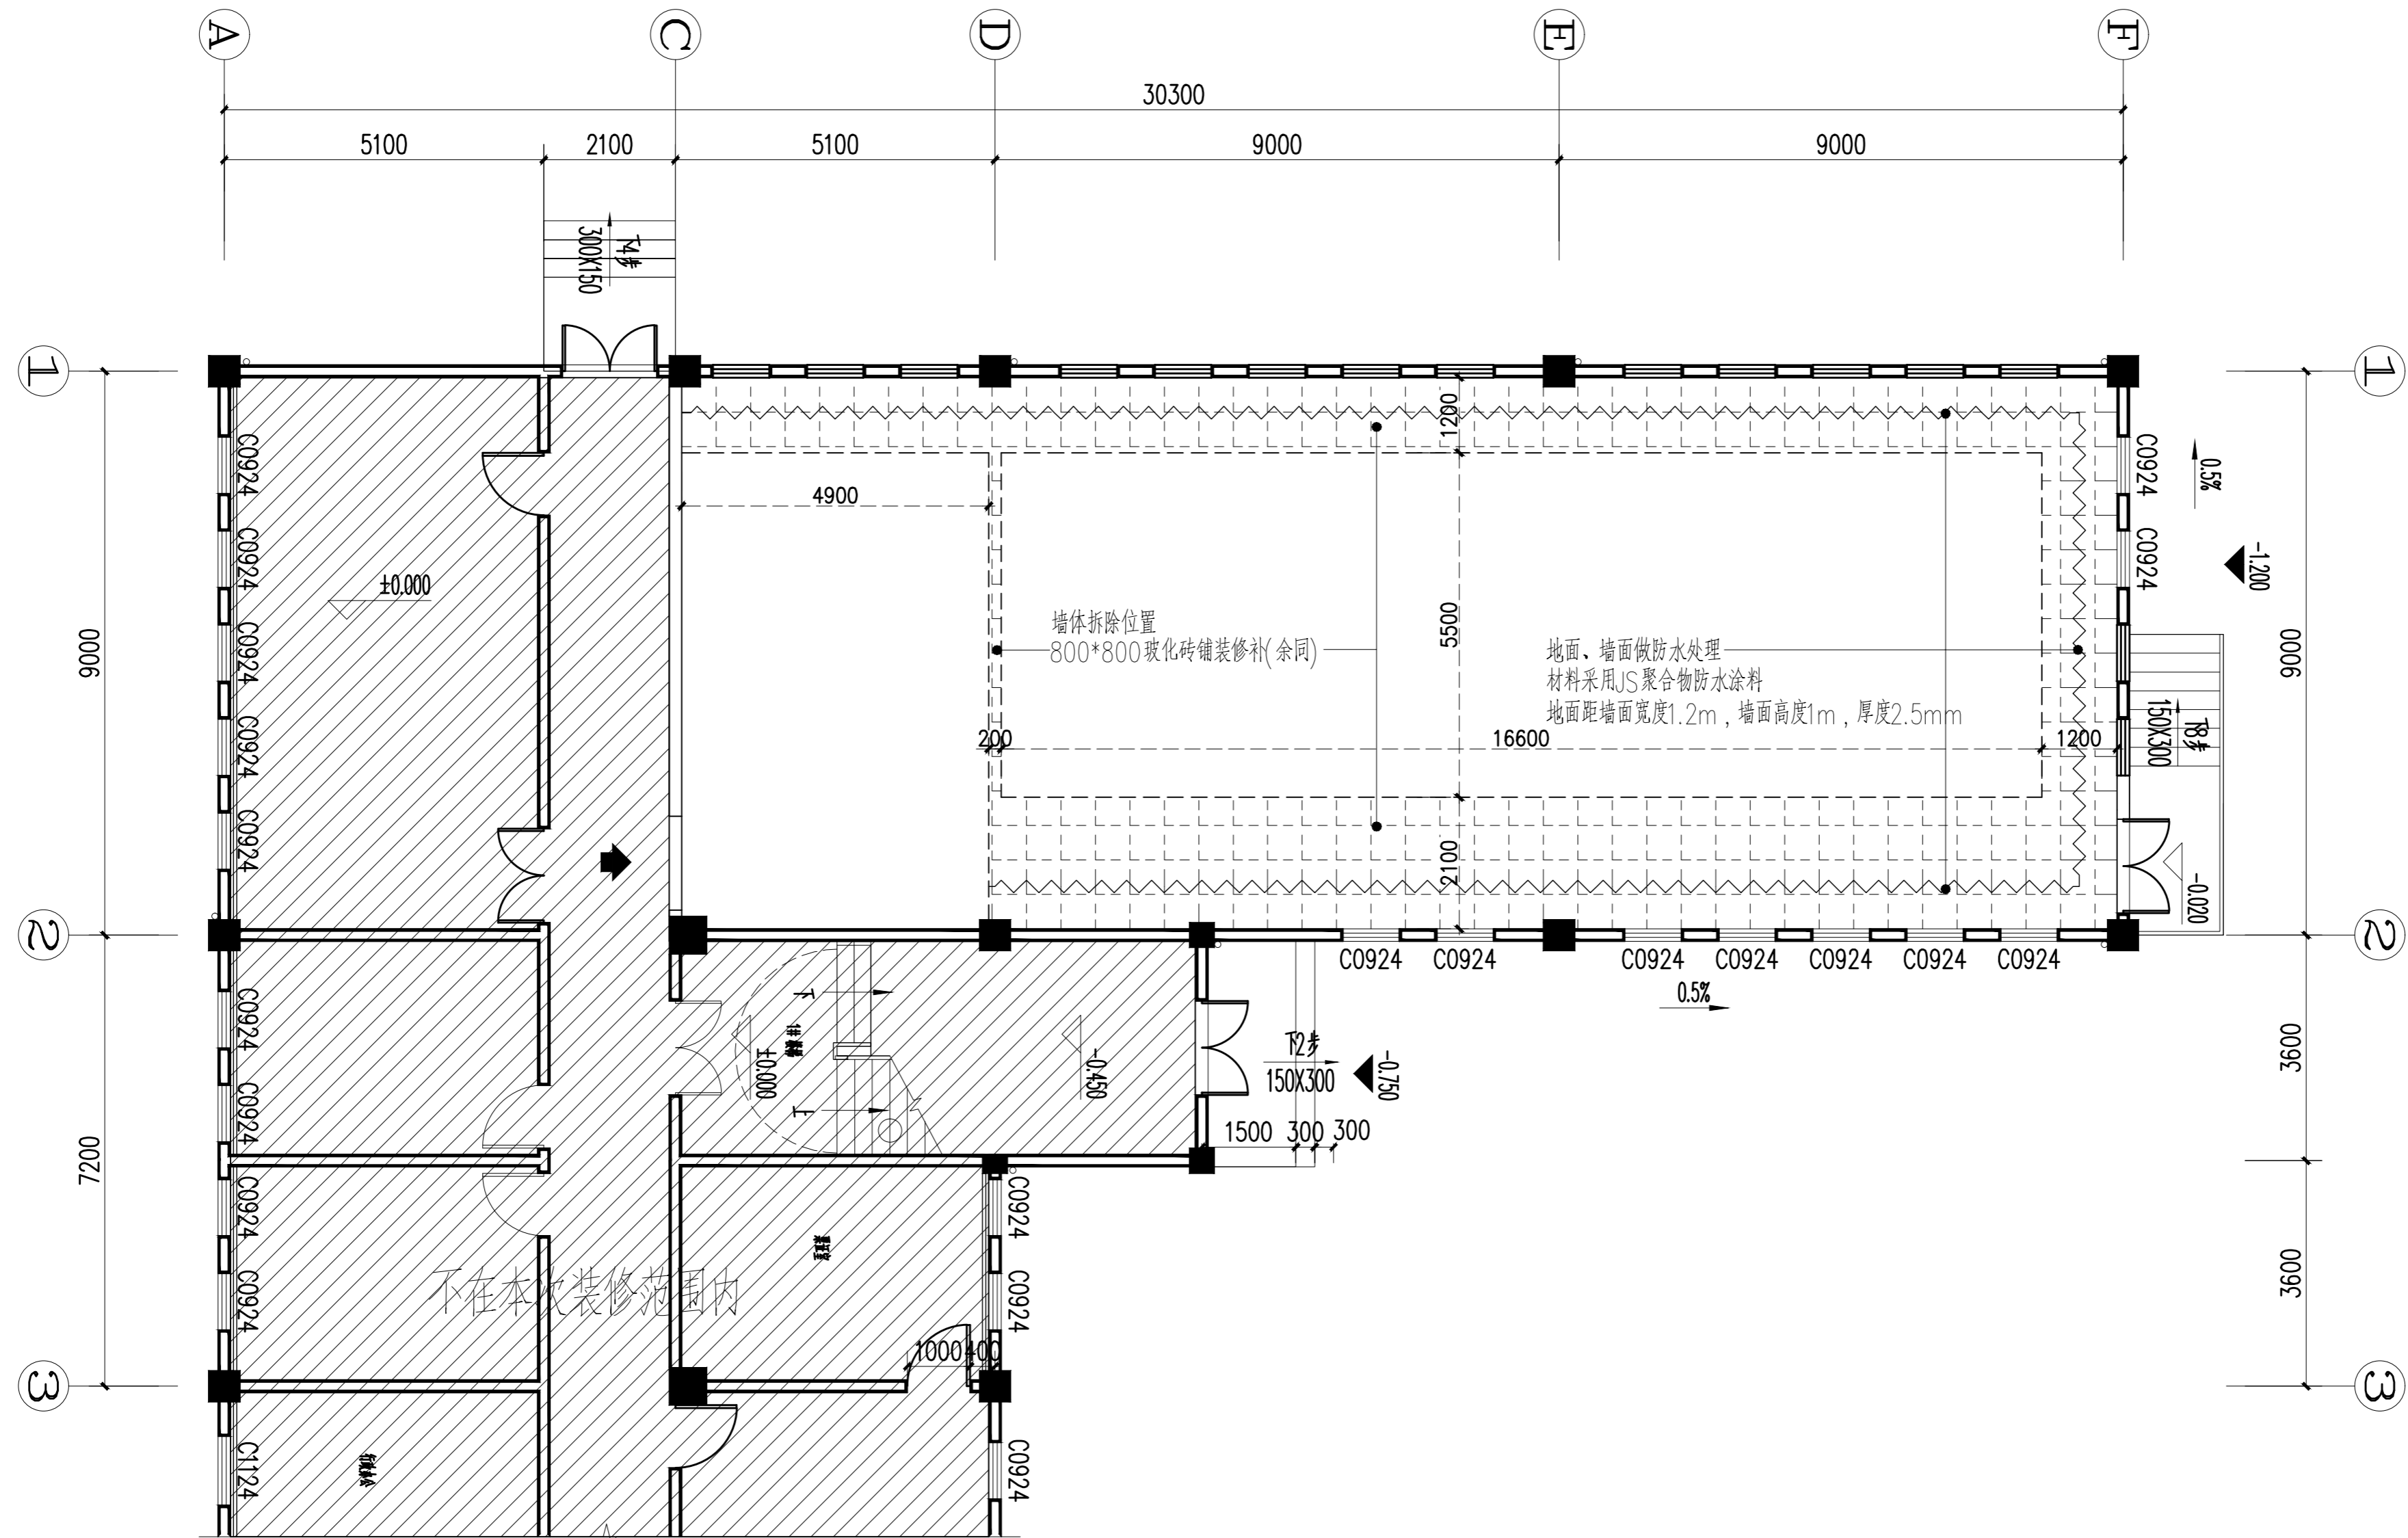 A
C
D
E
F
30300
5100
2100
5100
9000
9000
下4步
300X150
1
1
9000
9000
C0924
C0924
C0924
C0924
C0924
±0.000
1200
4900
5500
墙体拆除位置
800*800玻化砖铺装修补(余同)
地面、墙面做防水处理
材料采用JS聚合物防水涂料
地面距墙面宽度1.2m，墙面高度1m，厚度2.5mm
200
16600
1200
2100
C0924
C0924
0.5%
-1.200
下8步
150X300
-0.020
2
2
C0924
C0924
C0924
C0924
C0924
C0924
C0924
0.5%
C0924
C0924
下
上
±0.000
-0.450
下2步
150X300
-0.750
1500
300
300
3600
7200
3600
C0924
C0924
C0924
C0924
不在本次装修范围内
1000
400
3
3
C1124
C0924